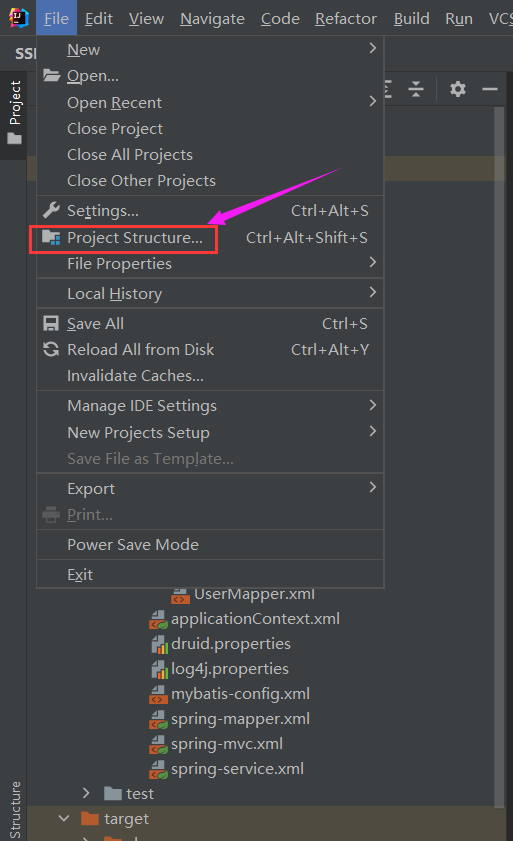 File Edit View Navigate Code Refactor Build Run VCS
SS
Project
New
Open...
Open Recent
Close Project
Close All Projects
Close Other Projects
Settings... Ctrl+Alt+S
Project Structure... Ctrl+Alt+Shift+S
File Properties
Local History
Save All Ctrl+S
Reload All from Disk Ctrl+Alt+Y
Invalidate Caches...
Manage IDE Settings
New Projects Setup
Save File as Template...
Export
Print...
Power Save Mode
Exit
UserMapper.xml
applicationContext.xml
druid.properties
log4j.properties
mybatis-config.xml
spring-mapper.xml
spring-mvc.xml
spring-service.xml
test
target
Structure